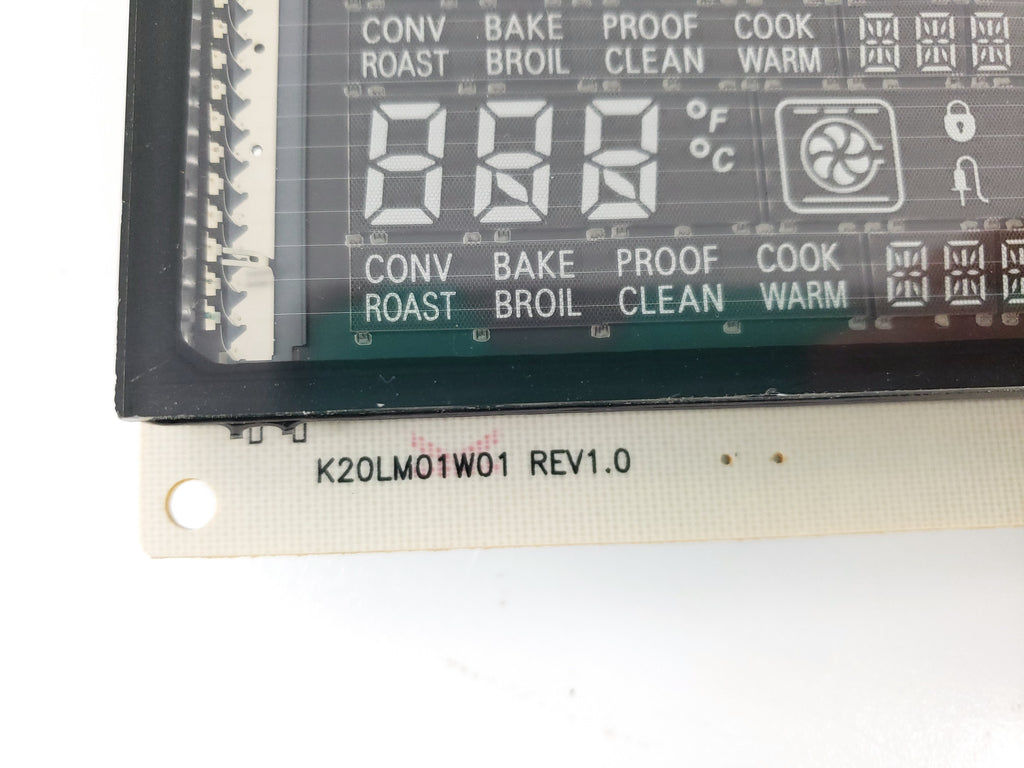 CONV BAKE PROOF COOK
ROAST BROIL CLEAN WARM
°F
°C
CONV BAKE PROOF COOK
ROAST BROIL CLEAN WARM
K20LM01W01 REV1.0